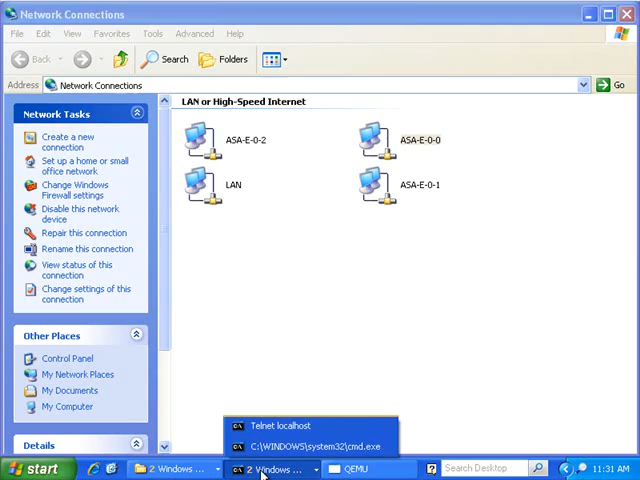 Network Connections
File Edit View Favorites Tools Advanced Help
Back Search Folders
Address Network Connections Go
Network Tasks
Create a new
connection
Set up a home or small
office network
Change Windows
Firewall settings
Disable this network
device
Repair this connection
Rename this connection
View status of this
connection
Change settings of this
connection
Other Places
Control Panel
My Network Places
My Documents
My Computer
Details
LAN or High-Speed Internet
ASA-E-0-2 ASA-E-0-0
LAN ASA-E-0-1
Telnet localhost
C:\WINDOWS\system32\cmd.exe
start 2 Windows ... 2 Windows ... QEMU Search Desktop 11:31 AM